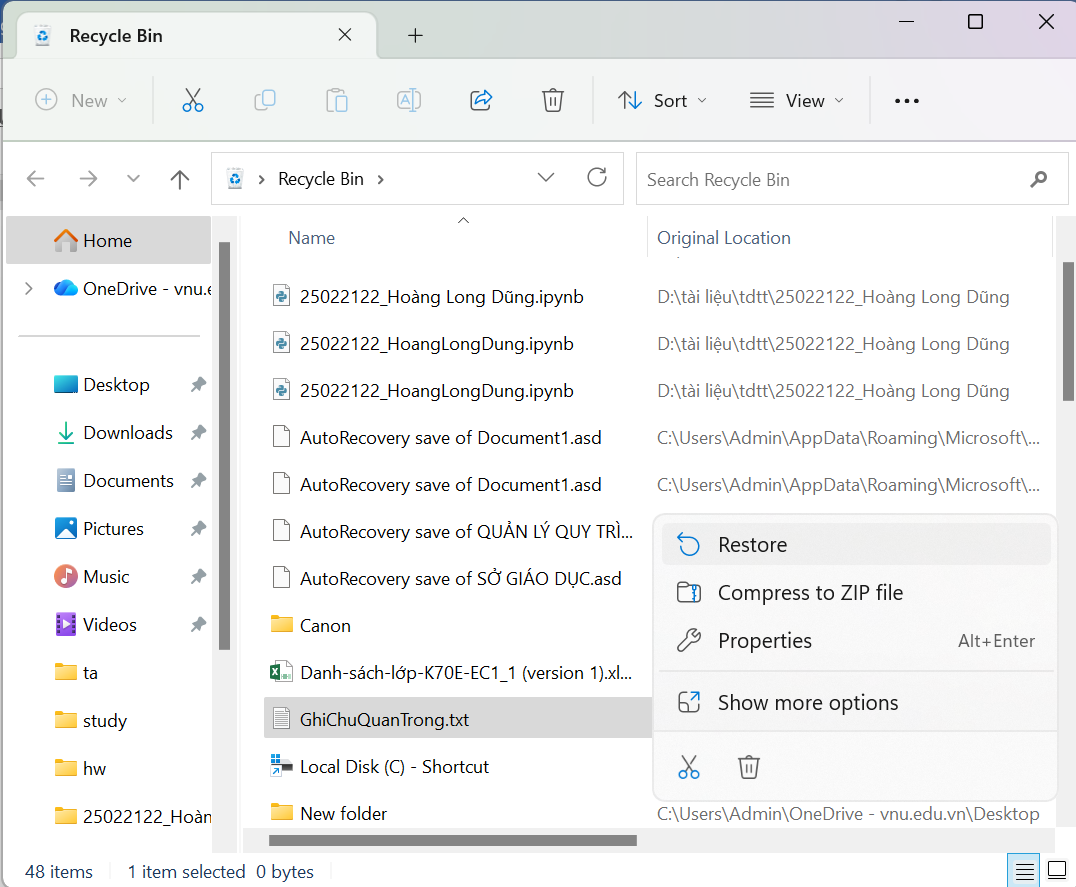 Recycle Bin
New
Sort
View
Recycle Bin
Search Recycle Bin
Home
OneDrive - vnu.e
Desktop
Downloads
Documents
Pictures
Music
Videos
ta
study
hw
25022122_Hoàn
Name Original Location
25022122_Hoàng Long Dũng.ipynb D:\tài liệu\tdtt\25022122_Hoàng Long Dũng
25022122_HoangLongDung.ipynb D:\tài liệu\tdtt\25022122_Hoàng Long Dũng
25022122_HoangLongDung.ipynb D:\tài liệu\tdtt\25022122_Hoàng Long Dũng
AutoRecovery save of Document1.asd C:\Users\Admin\AppData\Roaming\Microsoft\...
AutoRecovery save of Document1.asd C:\Users\Admin\AppData\Roaming\Microsoft\...
AutoRecovery save of QUẢN LÝ QUY TRÌ...
AutoRecovery save of SỞ GIÁO DỤC.asd
Canon
Danh-sách-lớp-K70E-EC1_1 (version 1).xl...
GhiChuQuanTrong.txt
Local Disk (C) - Shortcut
New folder C:\Users\Admin\OneDrive - vnu.edu.vn\Desktop
Restore
Compress to ZIP file
Properties Alt+Enter
Show more options
48 items 1 item selected 0 bytes